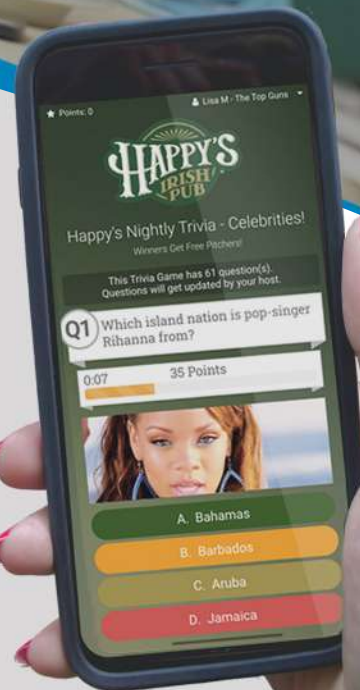 Points: 0
Lisa M - The Top Guns
HAPPY'S
IRISH
PUB
Happy's Nightly Trivia - Celebrities!
Winners Get Free Pitchers!
This Trivia Game has 61 question(s).
Questions will get updated by your host.
Q1 Which island nation is pop-singer
Rihanna from?
0:07 35 Points
A. Bahamas
B. Barbados
C. Aruba
D. Jamaica